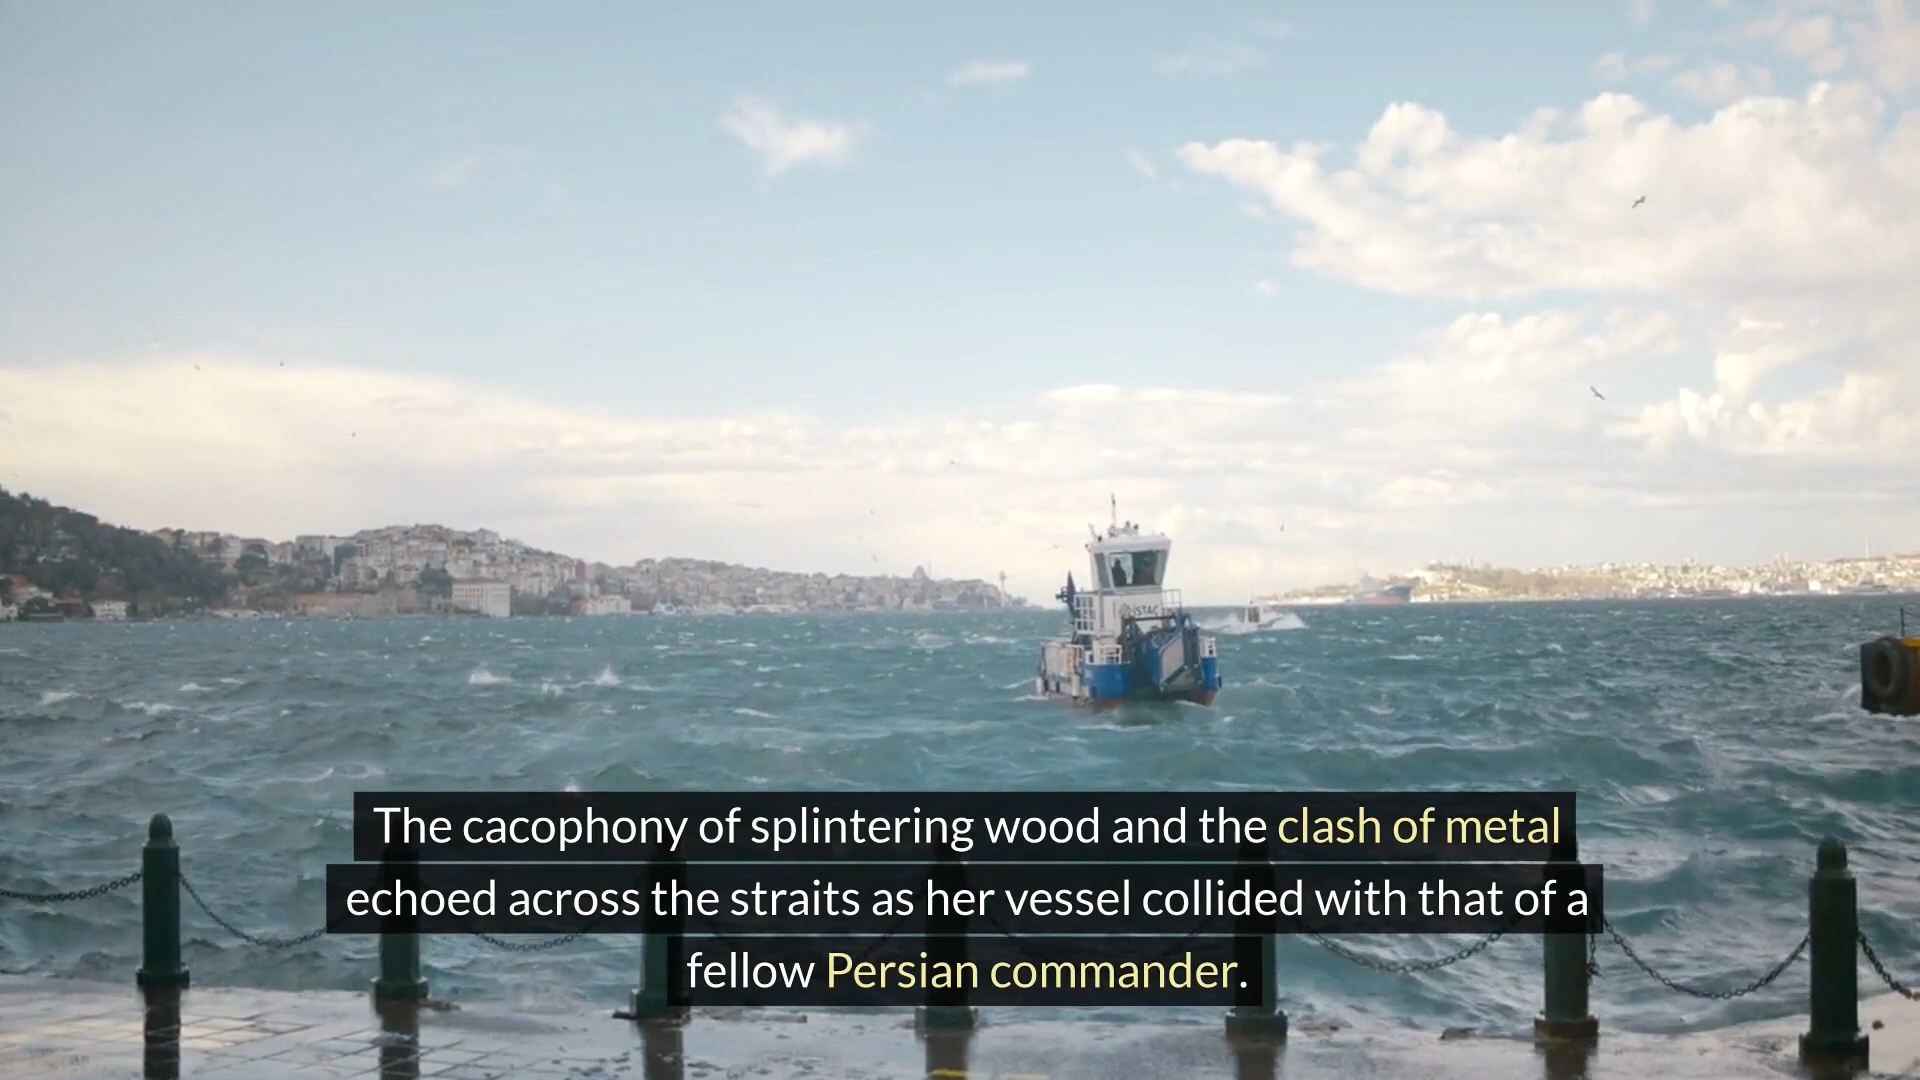 İSTAÇ
The cacophony of splintering wood and the clash of metal
echoed across the straits as her vessel collided with that of a
fellow Persian commander.